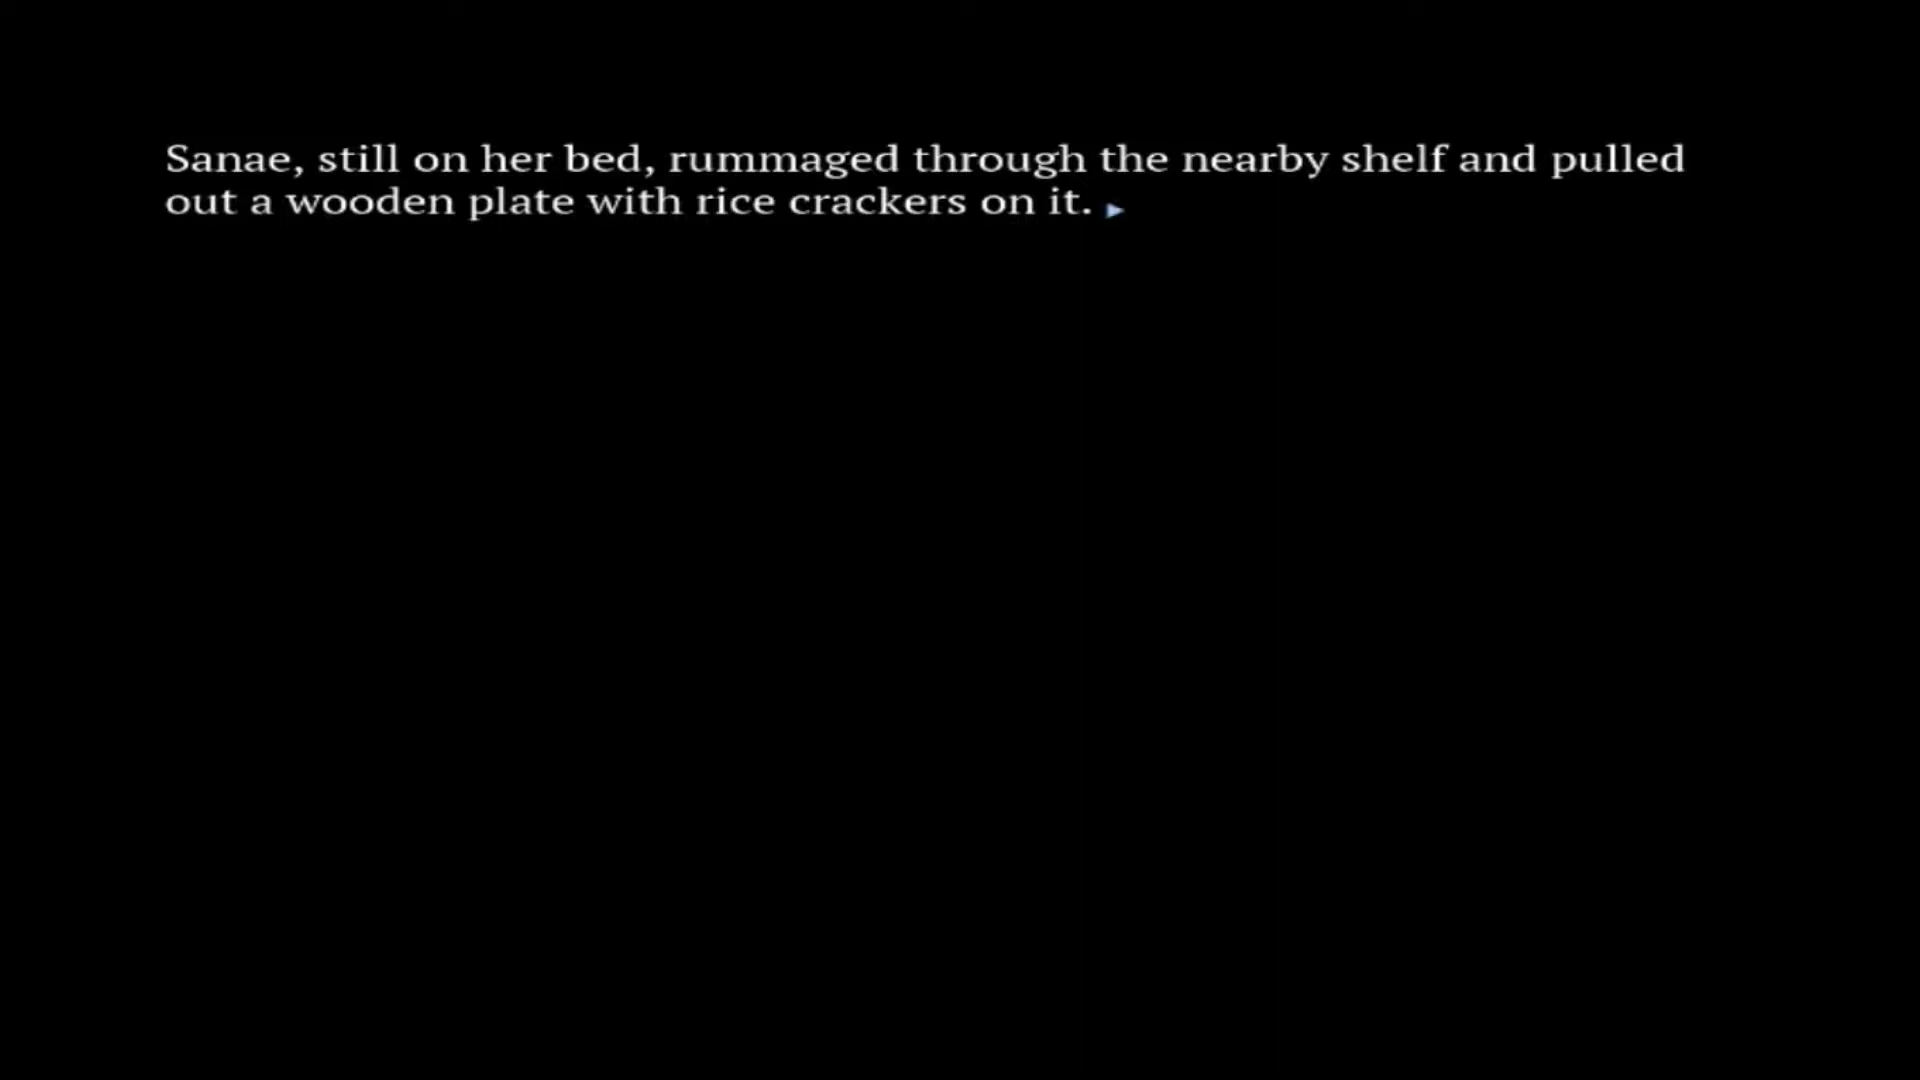 Sanae, still on her bed, rummaged through the nearby shelf and pulled
out a wooden plate with rice crackers on it.